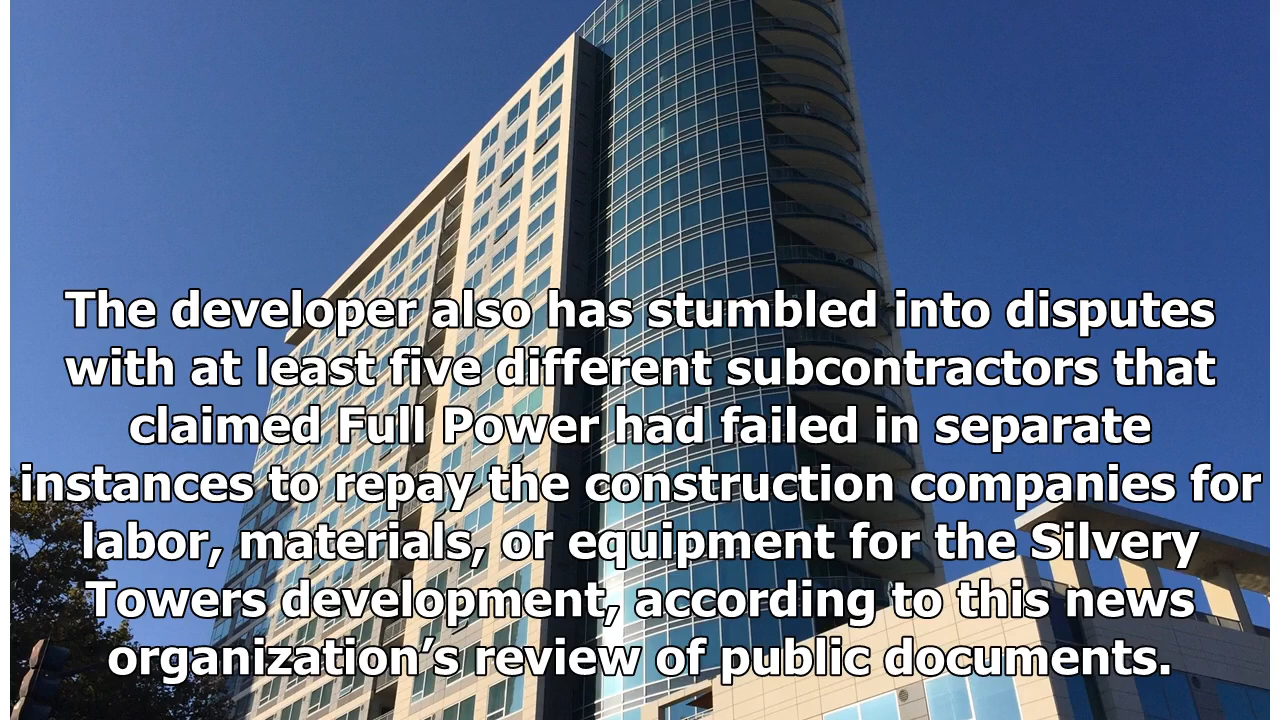 The developer also has stumbled into disputes
with at least five different subcontractors that
claimed Full Power had failed in separate
instances to repay the construction companies for
labor, materials, or equipment for the Silvery
Towers development, according to this news
organization’s review of public documents.